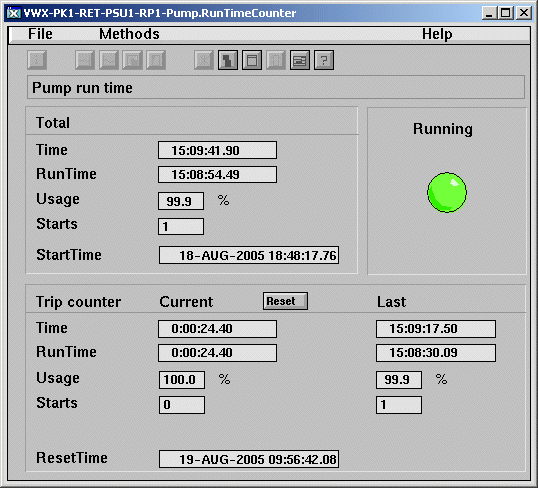 VWX-PK1-RET-PSU1-RP1-Pump.RunTimeCounter
File Methods Help
?
Pump run time
Total
Running
Time 15:09:41.90
RunTime 15:08:54.49
Usage 99.9 %
Starts 1
StartTime 18-AUG-2005 18:48:17.76
Trip counter Current Reset Last
Time 0:00:24.40 15:09:17.50
RunTime 0:00:24.40 15:08:30.09
Usage 100.0 % 99.9 %
Starts 0 1
ResetTime 19-AUG-2005 09:56:42.08